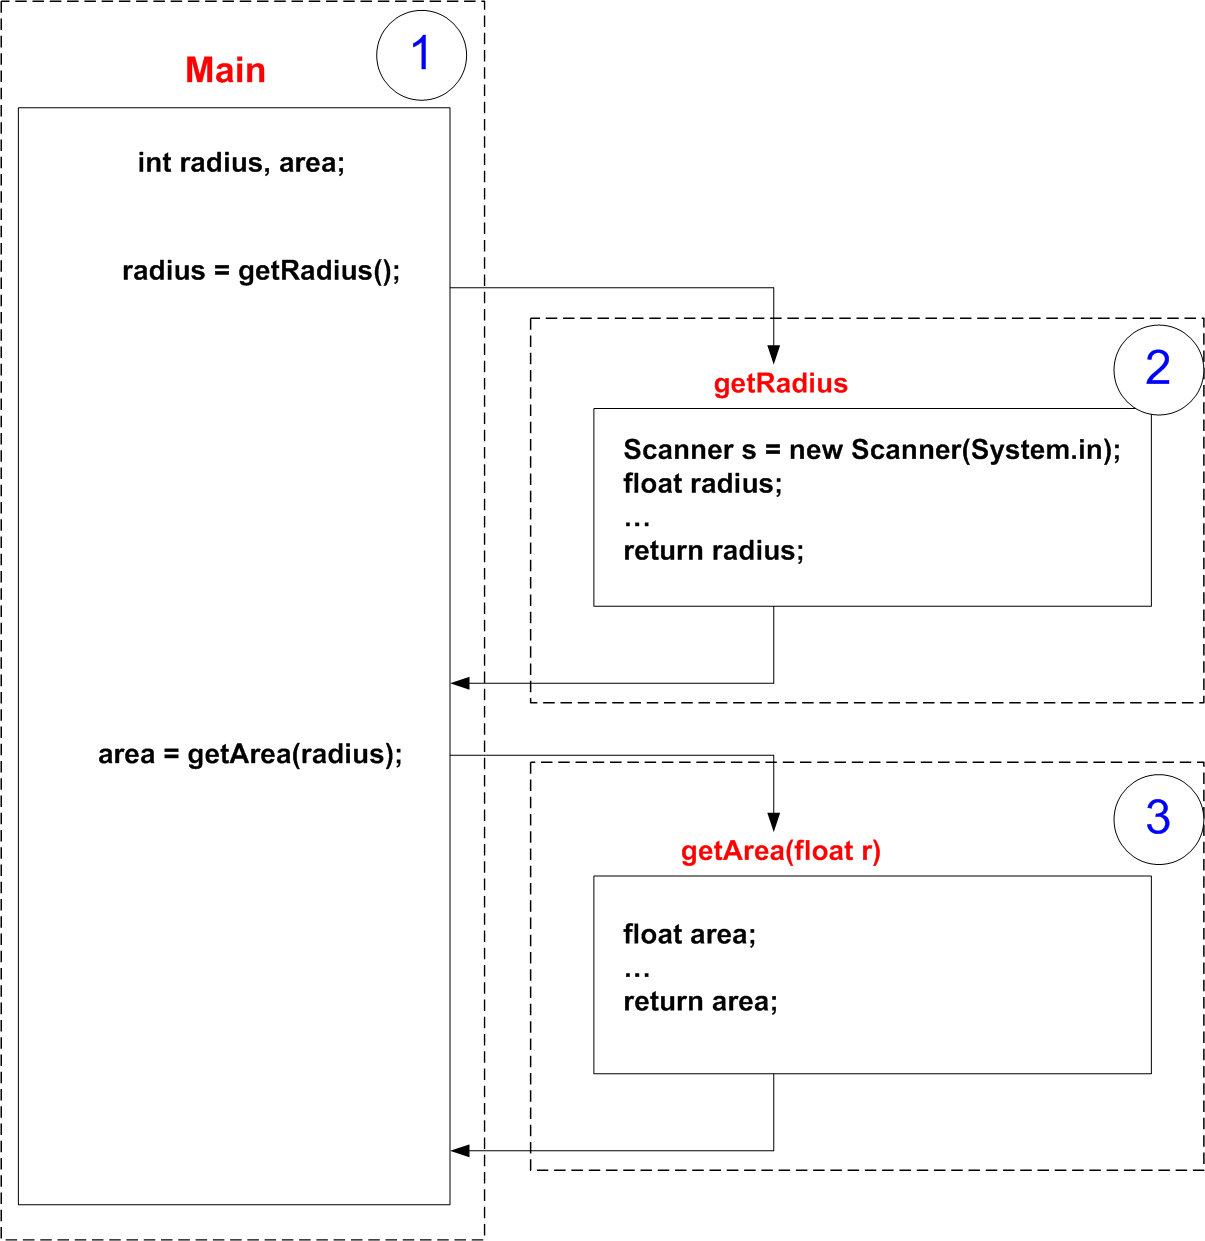 1
Main
int radius, area;
radius = getRadius();
2
getRadius
Scanner s = new Scanner(System.in);
float radius;
…
return radius;
area = getArea(radius);
3
getArea(float r)
float area;
…
return area;